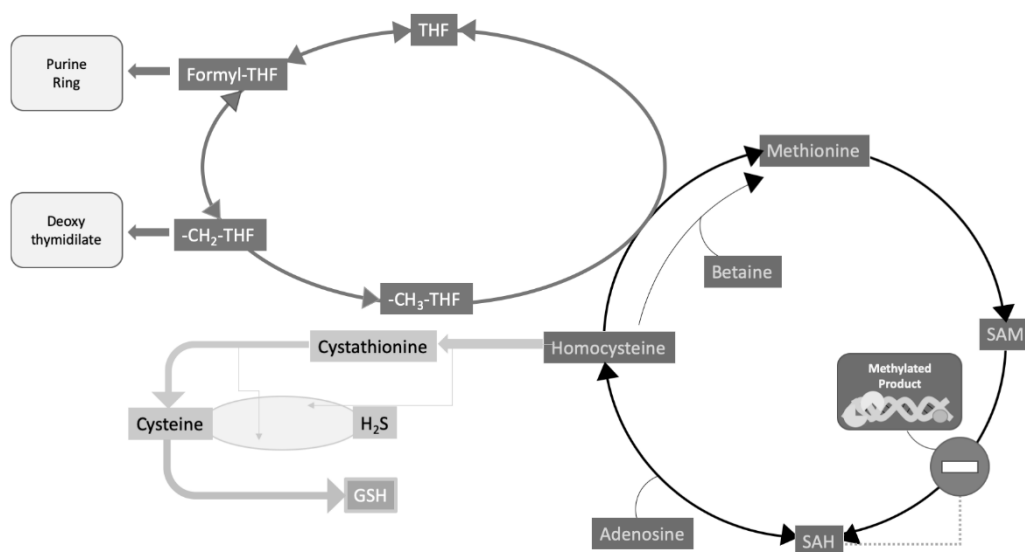 THF
Purine
Ring
Formyl-THF
Methionine
Deoxy
thymidilate
-CH₂-THF
Betaine
-CH₃-THF
Cystathionine
Homocysteine
SAM
Methylated
Product
Cysteine
H₂S
GSH
Adenosine
SAH